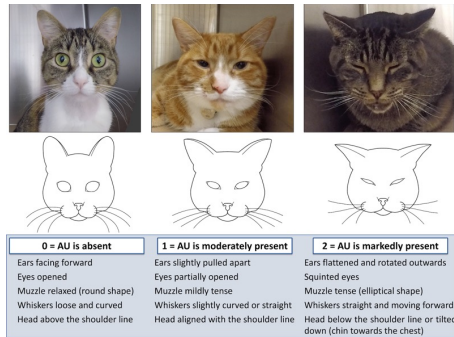 0 = AU is absent
1 = AU is moderately present
2 = AU is markedly present
Ears facing forward
Ears slightly pulled apart
Ears flattened and rotated outwards
Eyes opened
Eyes partially opened
Squinted eyes
Muzzle relaxed (round shape)
Muzzle mildly tense
Muzzle tense (elliptical shape)
Whiskers loose and curved
Whiskers slightly curved or straight
Whiskers straight and moving forward
Head above the shoulder line
Head aligned with the shoulder line
Head below the shoulder line or tilted
down (chin towards the chest)